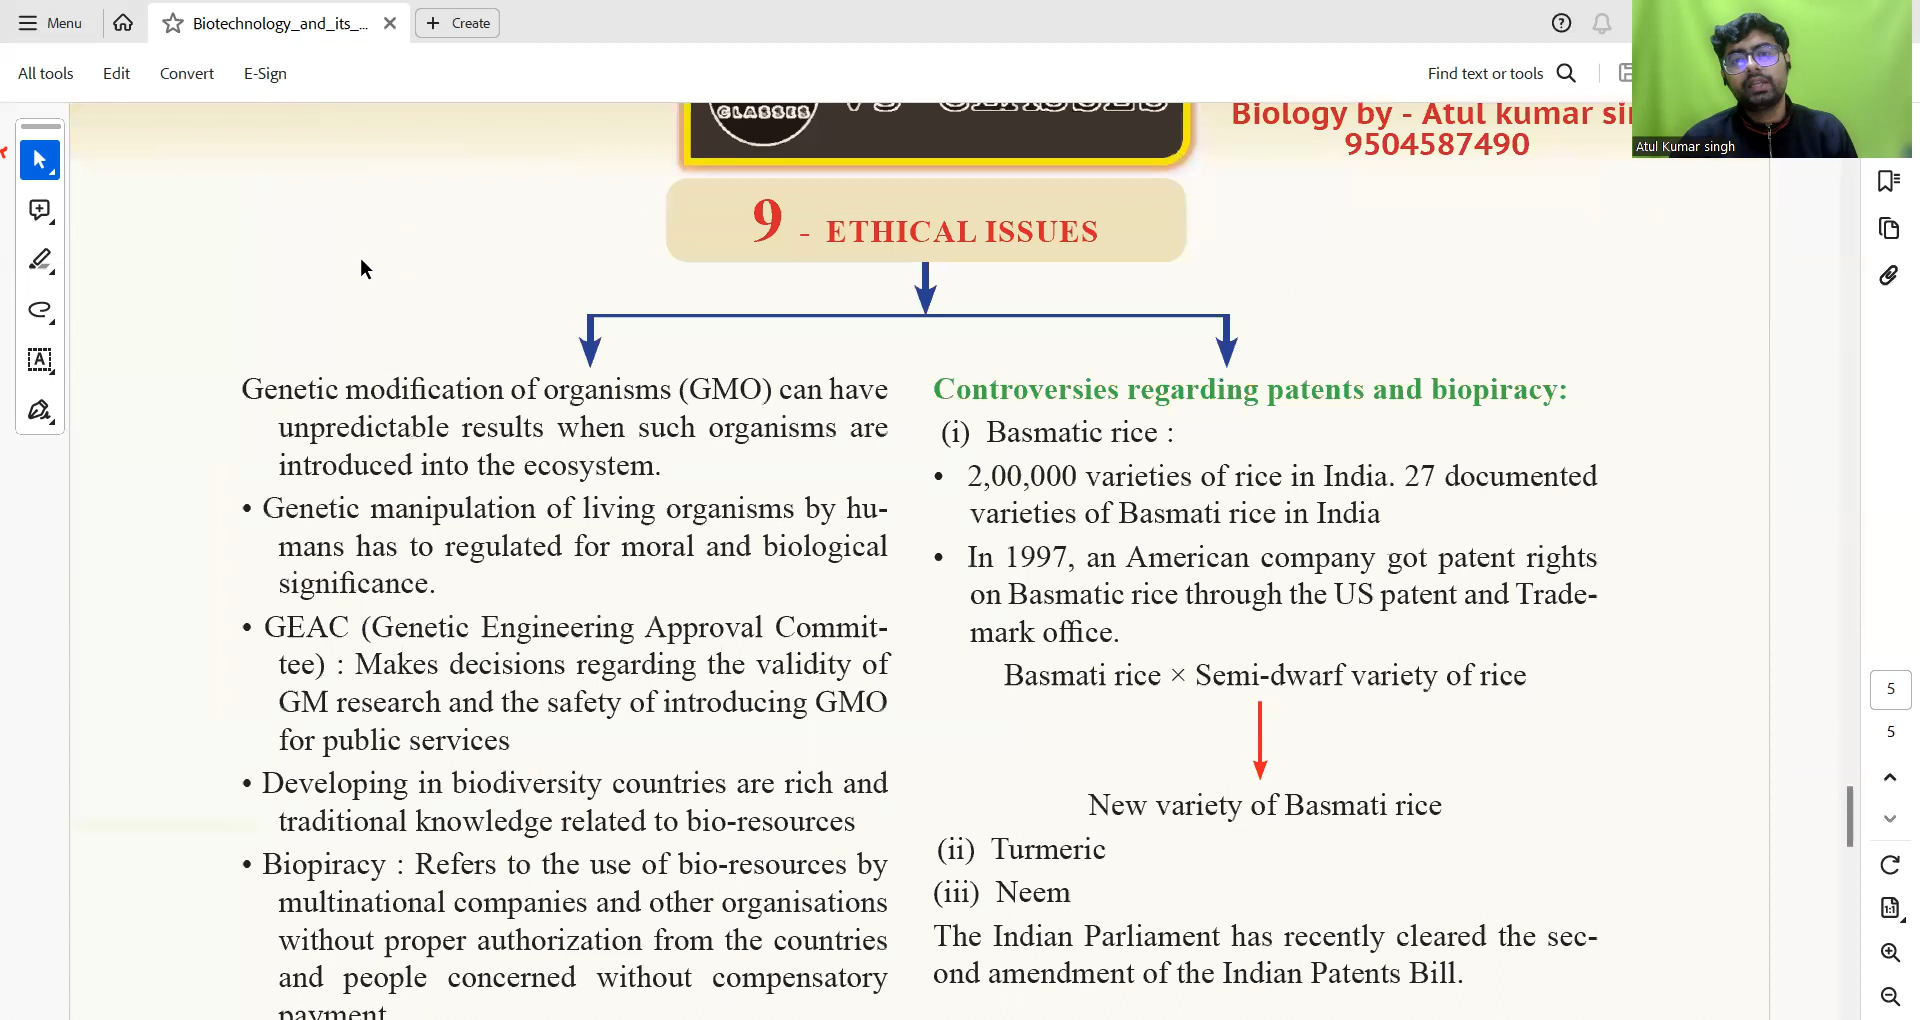 Menu
Biotechnology_and_its_...
Create
All tools
Edit
Convert
E-Sign
Find text or tools
CLASSES
Biology by - Atul kumar si
9504587490
Atul Kumar singh
9 - ETHICAL ISSUES
Genetic modification of organisms (GMO) can have
unpredictable results when such organisms are
introduced into the ecosystem.
• Genetic manipulation of living organisms by hu-
mans has to regulated for moral and biological
significance.
• GEAC (Genetic Engineering Approval Commit-
tee) : Makes decisions regarding the validity of
GM research and the safety of introducing GMO
for public services
• Developing in biodiversity countries are rich and
traditional knowledge related to bio-resources
• Biopiracy : Refers to the use of bio-resources by
multinational companies and other organisations
without proper authorization from the countries
and people concerned without compensatory
payment
Controversies regarding patents and biopiracy:
(i) Basmatic rice :
• 2,00,000 varieties of rice in India. 27 documented
varieties of Basmati rice in India
• In 1997, an American company got patent rights
on Basmatic rice through the US patent and Trade-
mark office.
Basmati rice × Semi-dwarf variety of rice
New variety of Basmati rice
(ii) Turmeric
(iii) Neem
The Indian Parliament has recently cleared the sec-
ond amendment of the Indian Patents Bill.
5
5